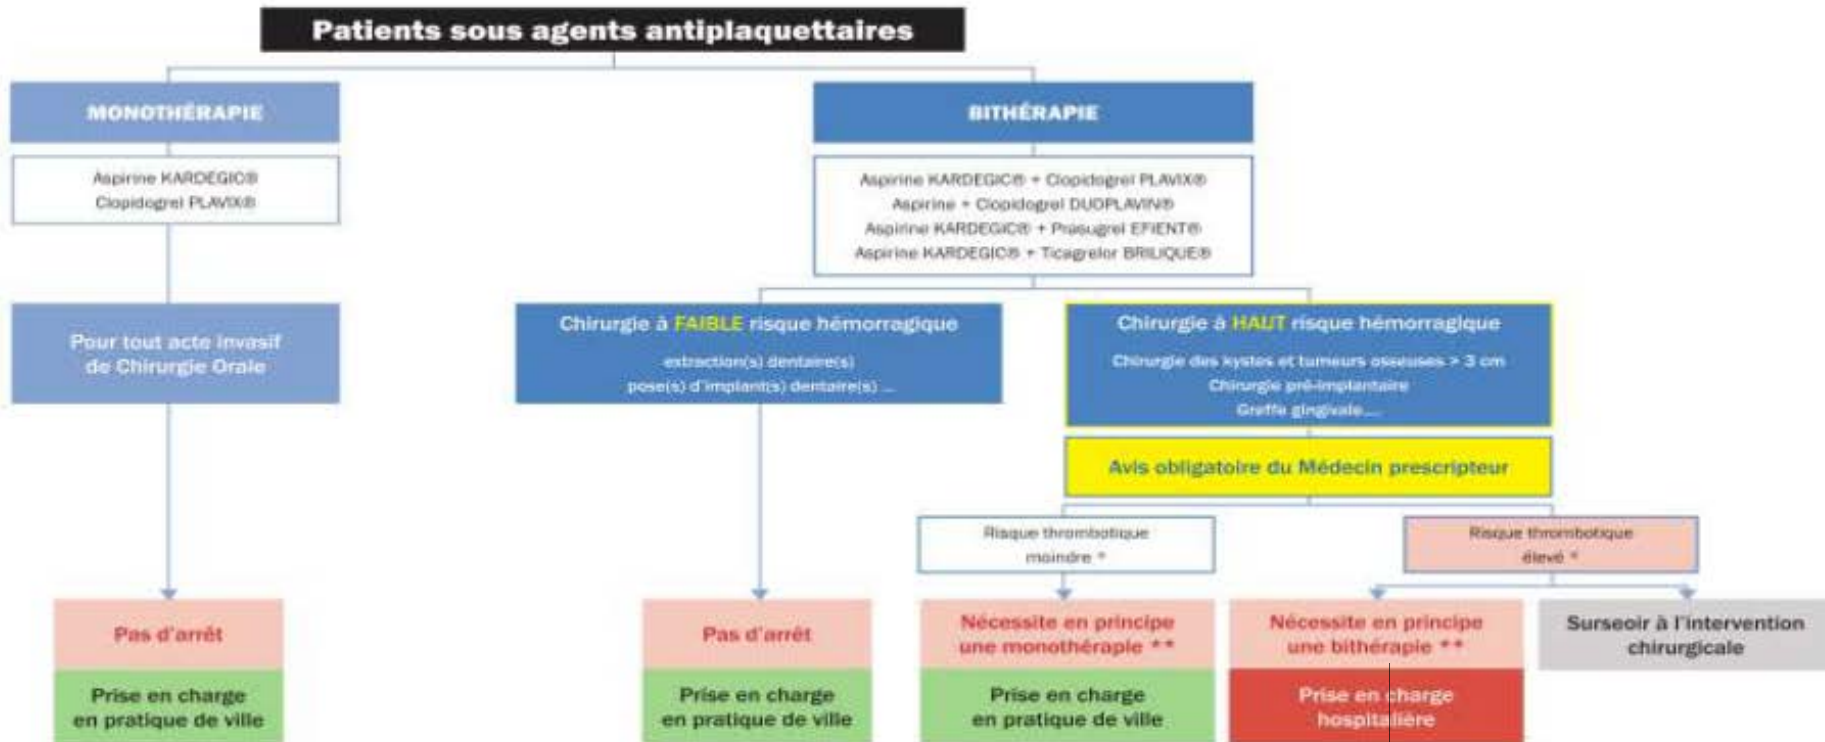 Patients sous agents antiplaquettaires
MONOTHÉRAPIE
Aspirine KARDEGIC®
Clopidogrel PLAVIX®
Pour tout acte invasif
de Chirurgie Orale
Pas d'arrêt
Prise en charge
en pratique de ville
BITHÉRAPIE
Aspirine KARDEGIC® + Clopidogrel PLAVIX®
Aspirine + Clopidogrel DUOPLAVIN®
Aspirine KARDEGIC® + Prasugrel EFIENT®
Aspirine KARDEGIC® + Ticagrelor BRILIQUE®
Chirurgie à FAIBLE risque hémorragique
extraction(s) dentaire(s)
pose(s) d'implant(s) dentaire(s) ...
Pas d'arrêt
Prise en charge
en pratique de ville
Chirurgie à HAUT risque hémorragique
Chirurgie des kystes et tumeurs osseuses > 3 cm
Chirurgie pré-implantaire
Greffe gingivale...
Avis obligatoire du Médecin prescripteur
Risque thrombotique
moindre *
Nécessite en principe
une monothérapie **
Prise en charge
en pratique de ville
Risque thrombotique
élevé *
Nécessite en principe
une bithérapie **
Prise en charge
hospitalière
Surseoir à l'intervention
chirurgicale